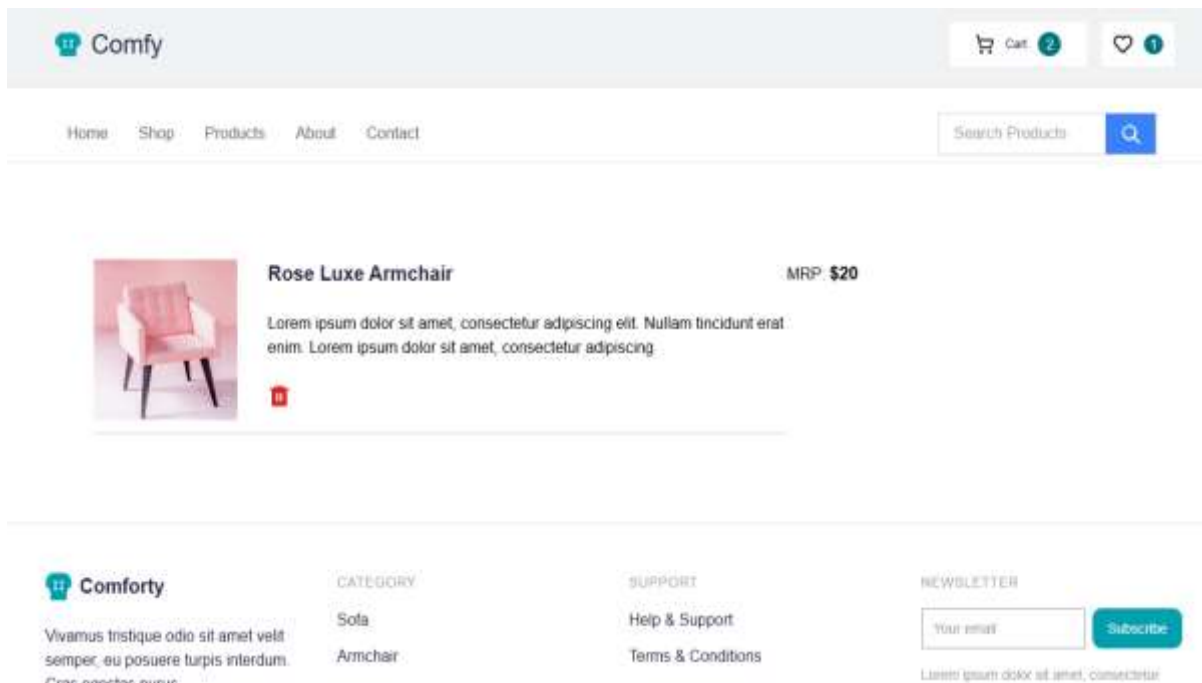 Comfy
Cart 2
1
Home Shop Products About Contact
Search Products
Rose Luxe Armchair
MRP $20
Lorem ipsum dolor sit amet, consectetur adipiscing elit. Nullam tincidunt erat
enim. Lorem ipsum dolor sit amet, consectetur adipiscing
Comforty
Vivamus tristique odio sit amet velit
semper, eu posuere turpis interdum.
Cras egestas purus
CATEGORY
Sofa
Armchair
SUPPORT
Help & Support
Terms & Conditions
NEWSLETTER
Your email
Subscribe
Lorem ipsum dolor sit amet, consectetur